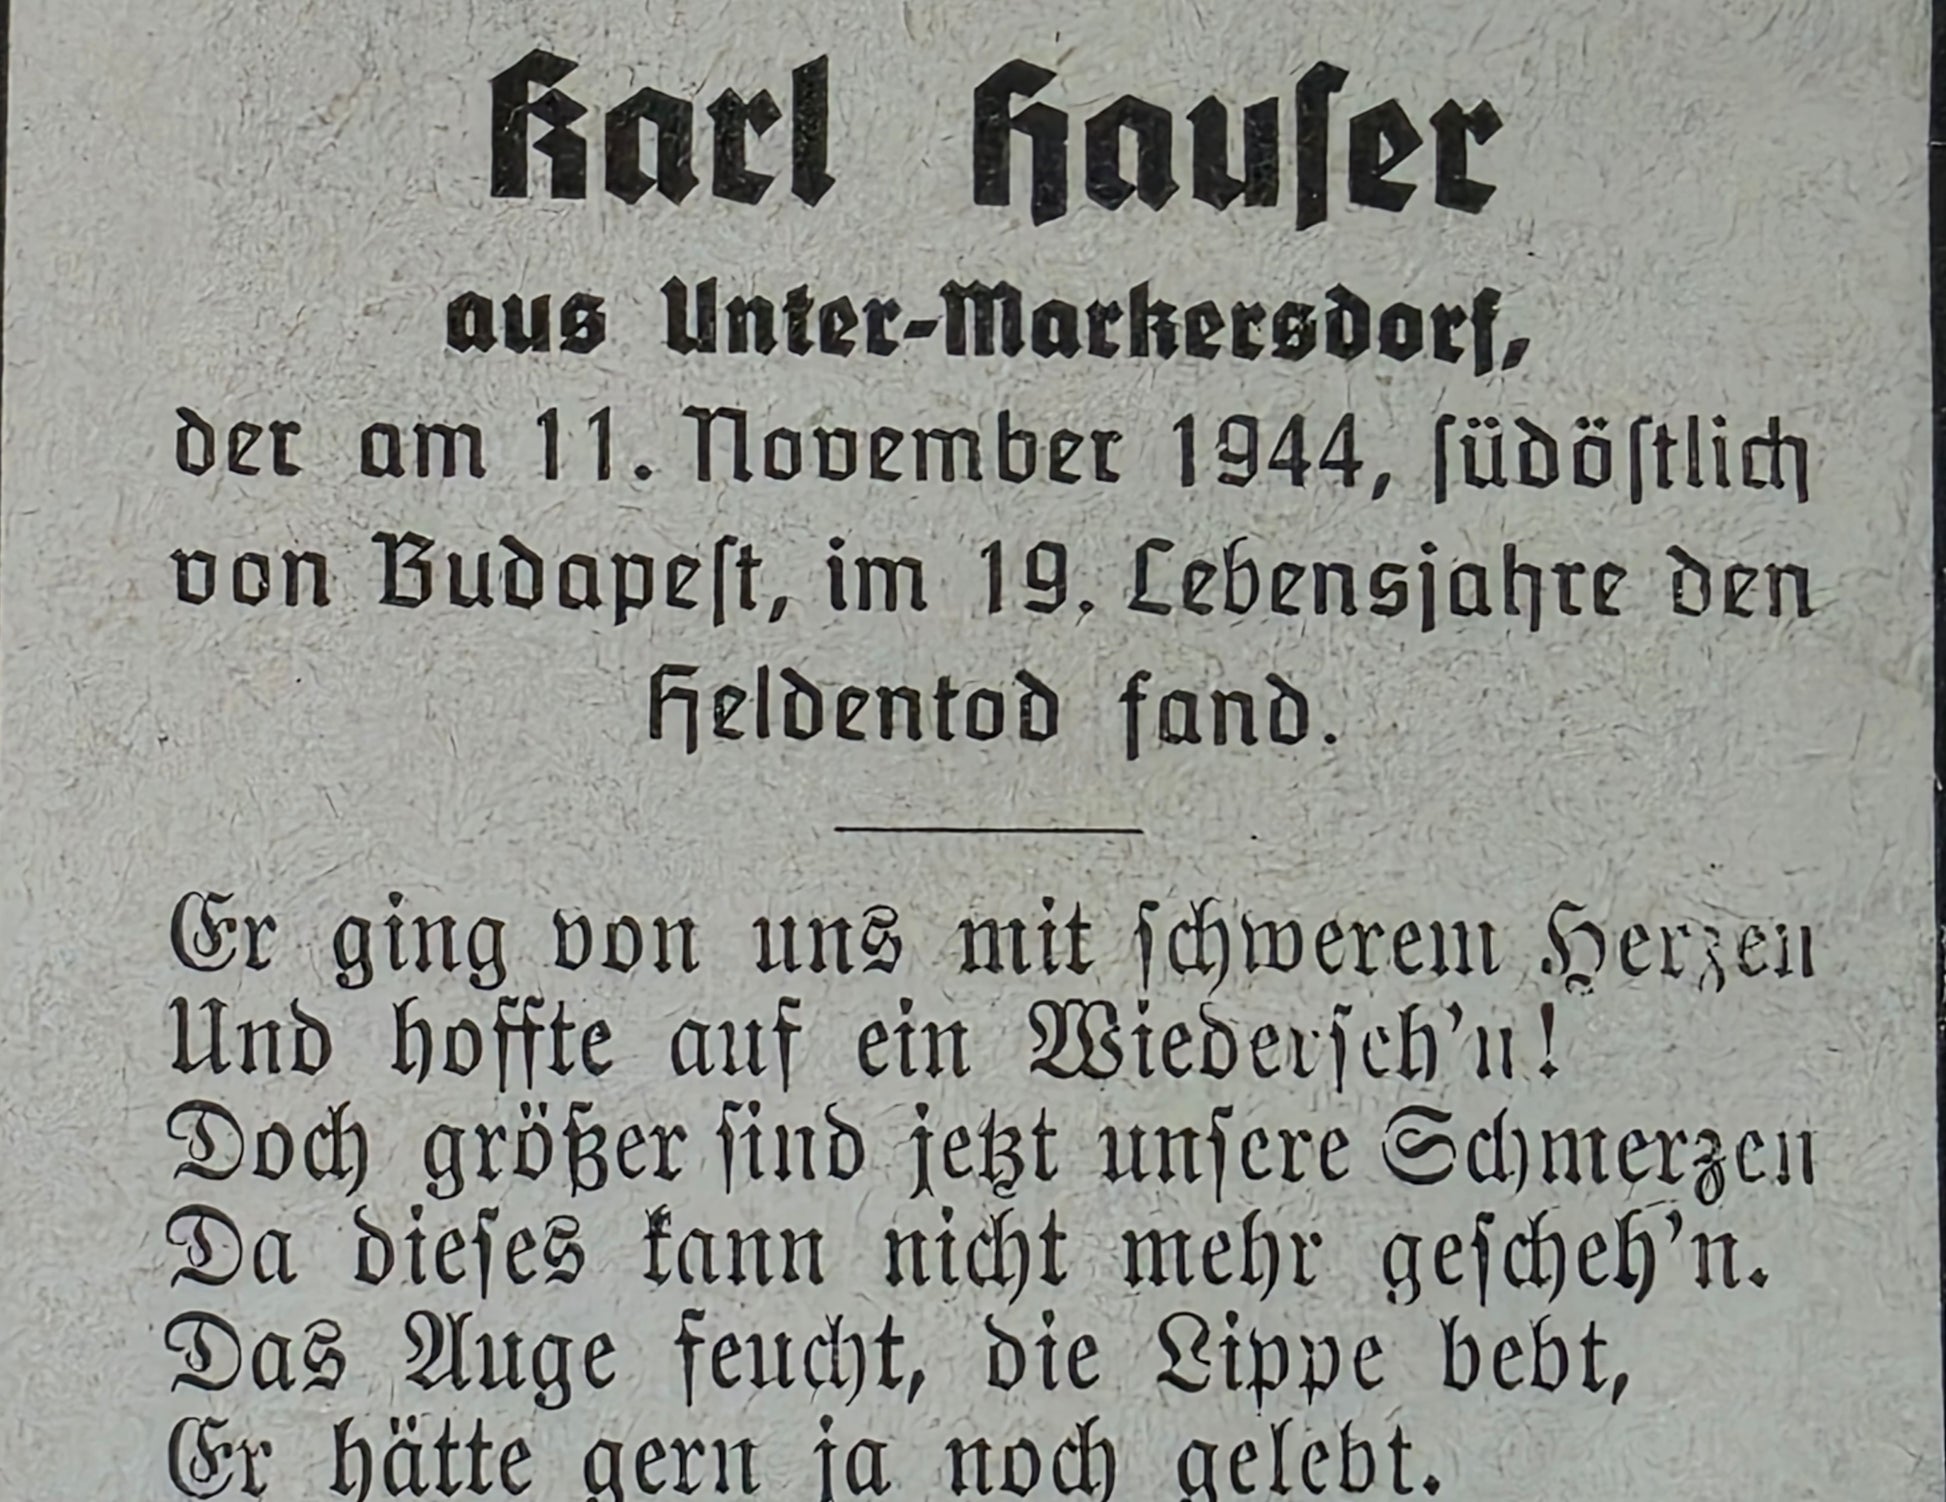 Karl Hauser
aus Unter-Markersdorf,
der am 11. November 1944, südöstlich
von Budapest, im 19. Lebensjahre den
Heldentod fand.
Er ging von uns mit schwerem Herzen
Und hoffte auf ein Wiederseh'n!
Doch größer sind jetzt unsere Schmerzen
Da dieses kann nicht mehr gescheh'n.
Das Auge feucht, die Lippe bebt,
Er hätte gern ja noch gelebt.